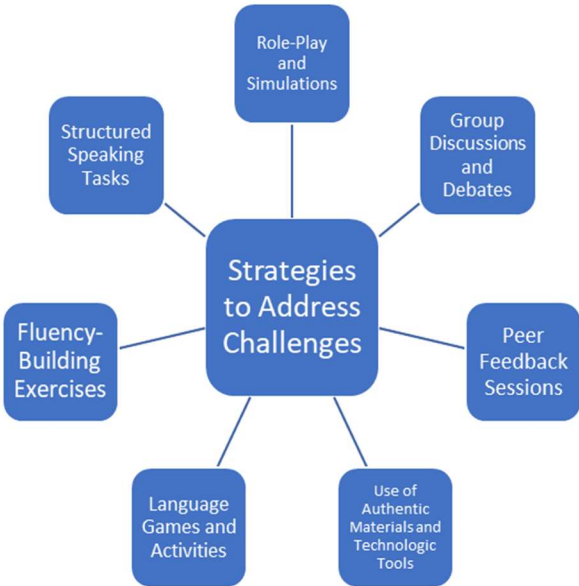 Role-Play
and
Simulations
Group
Discussions
and
Debates
Peer
Feedback
Sessions
Use of
Authentic
Materials and
Technologic
Tools
Language
Games and
Activities
Fluency-
Building
Exercises
Structured
Speaking
Tasks
Strategies
to Address
Challenges